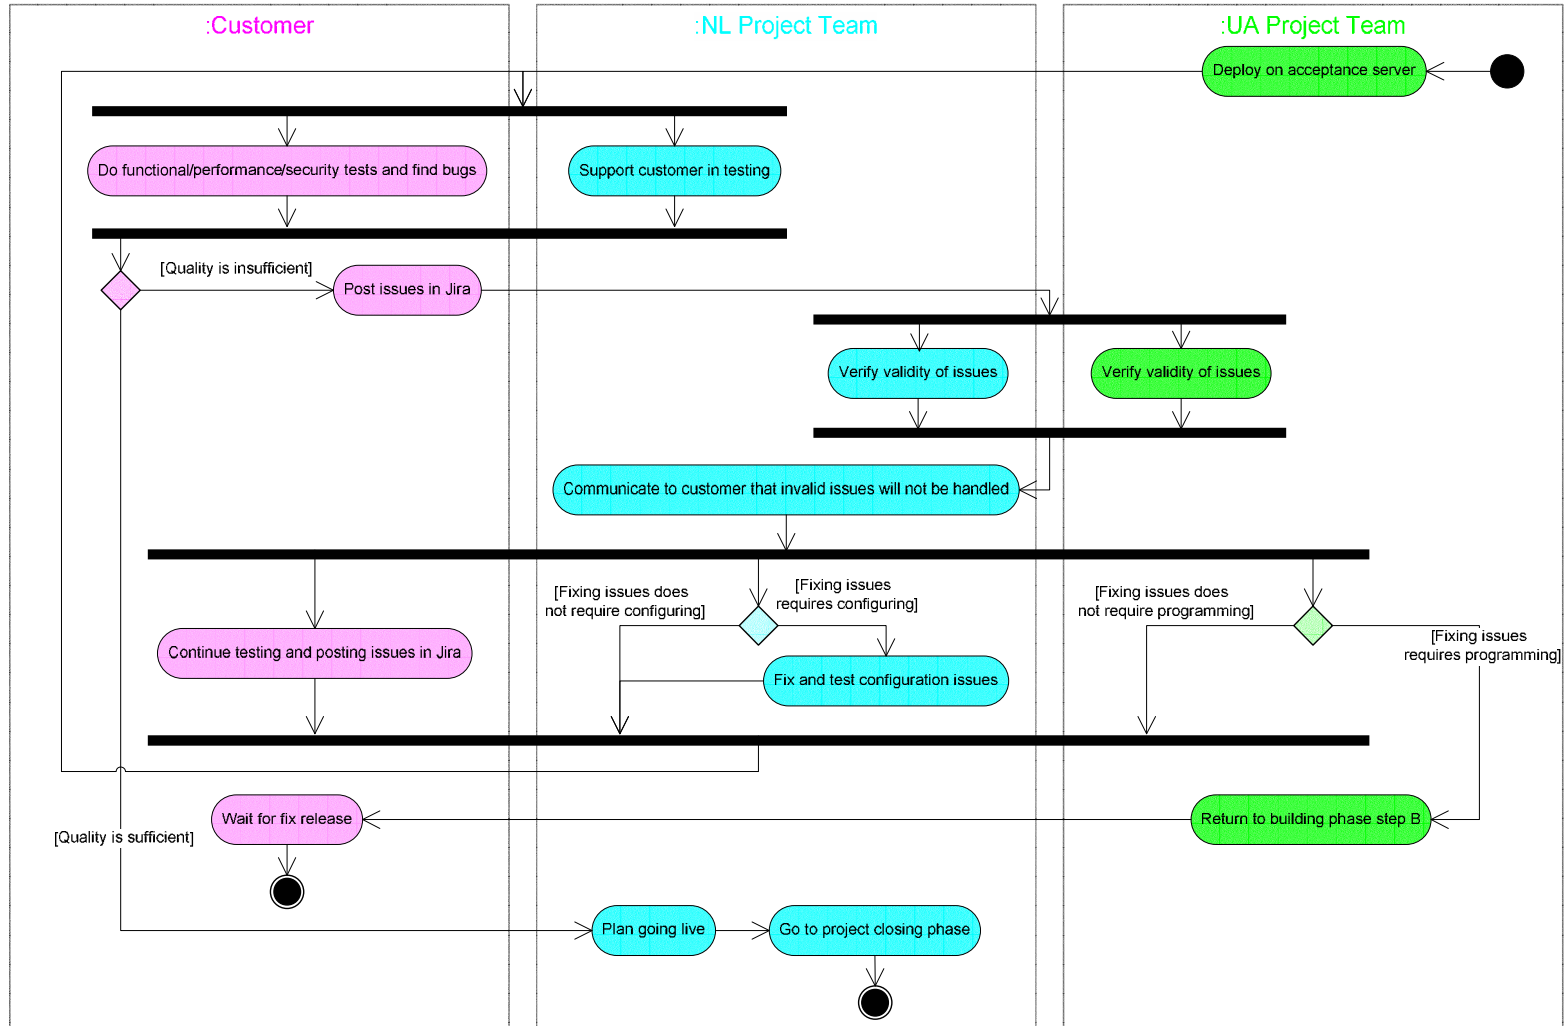 :Customer
:NL Project Team
:UA Project Team
Deploy on acceptance server
Do functional/performance/security tests and find bugs
Support customer in testing
[Quality is insufficient]
Post issues in Jira
Verify validity of issues
Verify validity of issues
Communicate to customer that invalid issues will not be handled
[Fixing issues does
not require configuring]
[Fixing issues
requires configuring]
[Fixing issues does
not require programming]
[Fixing issues
requires programming]
Continue testing and posting issues in Jira
Fix and test configuration issues
Wait for fix release
Return to building phase step B
[Quality is sufficient]
Plan going live
Go to project closing phase